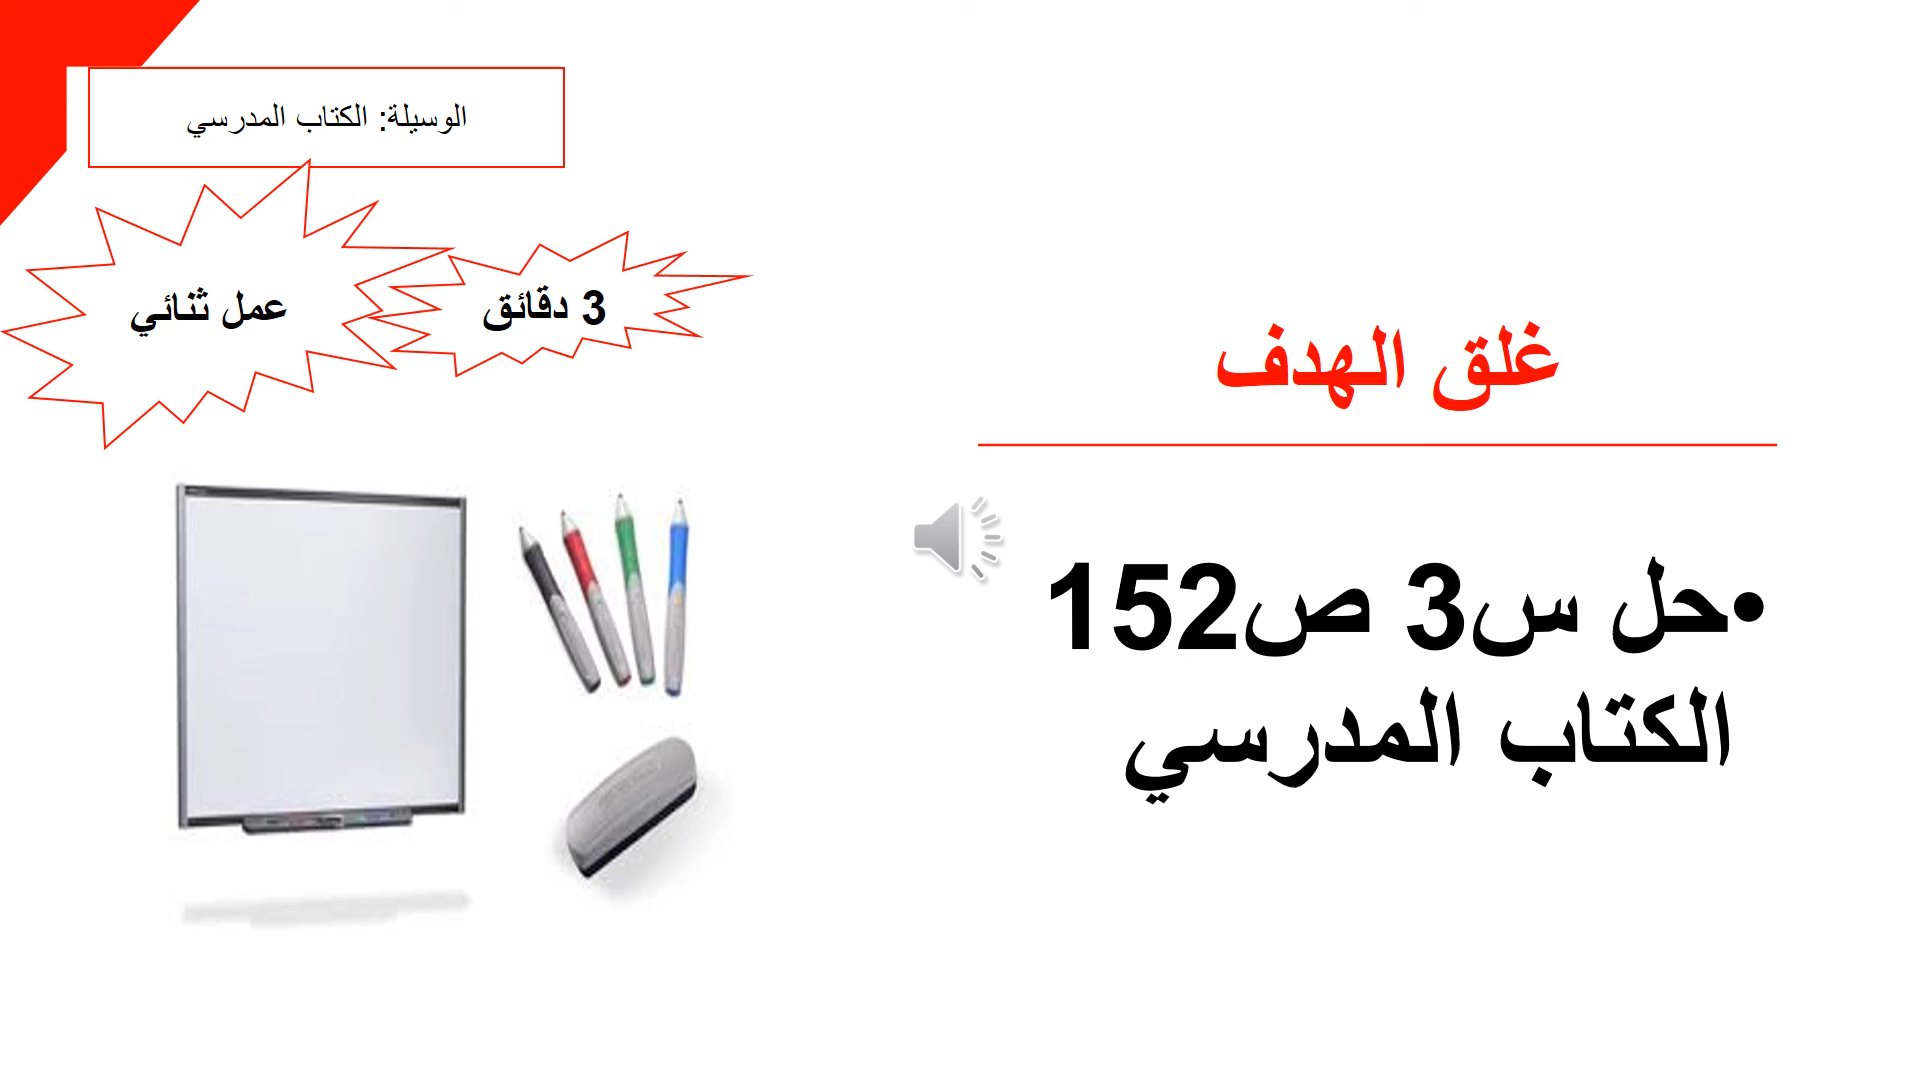 الوسيلة: الكتاب المدرسي
عمل ثنائي
3 دقائق
غلق الهدف
•حل س3 ص152
الكتاب المدرسي